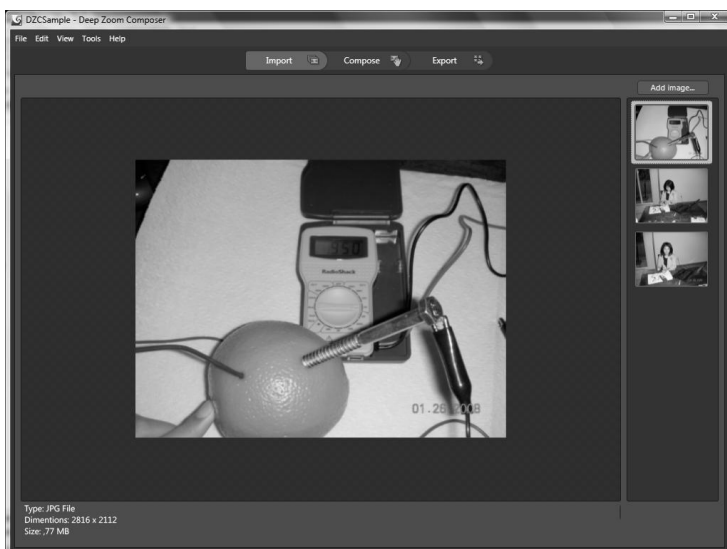 DZCSample - Deep Zoom Composer
File Edit View Tools Help
Import Compose Export
Add image...
RadioShack
01.28.2008
Type: JPG File
Dimentions: 2816 x 2112
Size: ,77 MB